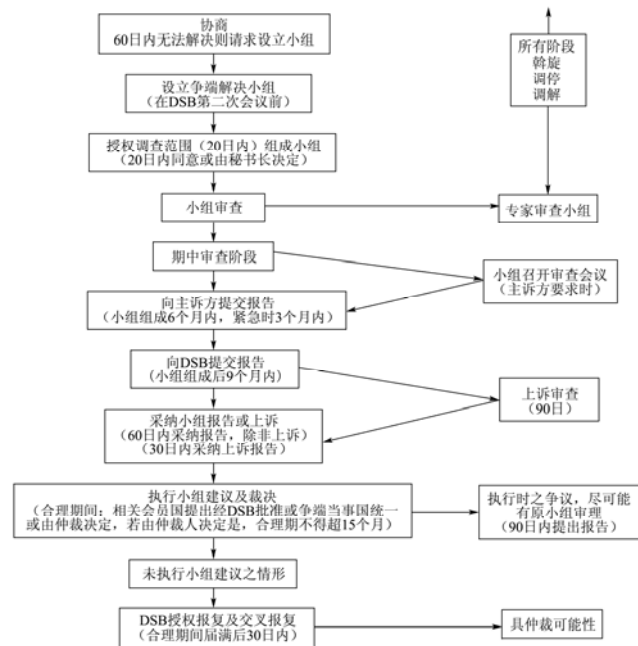 协商
60日内无法解决则请求设立小组
所有阶段
斡旋
调停
调解
设立争端解决小组
（在DSB第二次会议前）
授权调查范围（20日内）组成小组
（20日内同意或由秘书长决定）
小组审查
专家审查小组
期中审查阶段
小组召开审查会议
（主诉方要求时）
向主诉方提交报告
（小组组成6个月内，紧急时3个月内）
向DSB提交报告
（小组组成后9个月内）
上诉审查
（90日）
采纳小组报告或上诉
（60日内采纳报告，除非上诉）
（30日内采纳上诉报告）
执行小组建议及裁决
（合理期间：相关会员国提出经DSB批准或争端当事国统一
或由仲裁决定，若由仲裁人决定是，合理期不得超15个月）
执行时之争议，尽可能
有原小组审理
（90日内提出报告）
未执行小组建议之情形
DSB授权报复及交叉报复
（合理期间届满后30日内）
具仲裁可能性